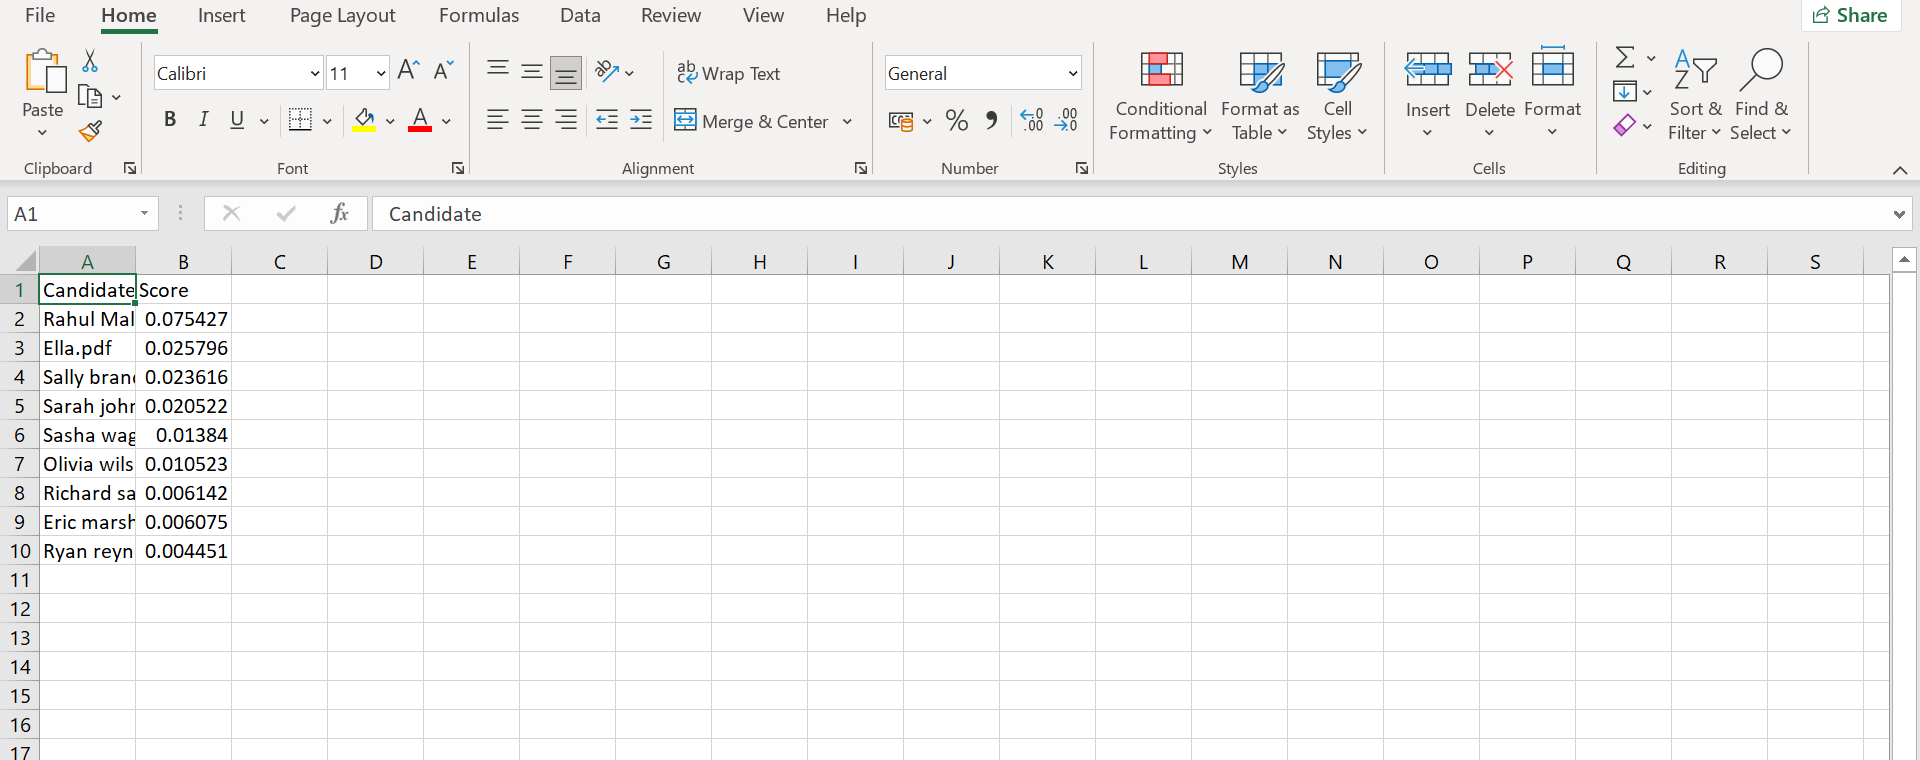 File Home Insert Page Layout Formulas Data Review View Help Share
Calibri 11 ab Wrap Text General
Paste B I U Merge & Center % Conditional Formatting Format as Table Cell Styles Insert Delete Format Sort & Filter Find & Select
Clipboard Font Alignment Number Styles Cells Editing
A1 fx Candidate
A B C D E F G H I J K L M N O P Q R S
1 Candidate Score
2 Rahul Mal 0.075427
3 Ella.pdf 0.025796
4 Sally bran 0.023616
5 Sarah john 0.020522
6 Sasha wag 0.01384
7 Olivia wils 0.010523
8 Richard sa 0.006142
9 Eric marsh 0.006075
10 Ryan reyn 0.004451
11
12
13
14
15
16
17